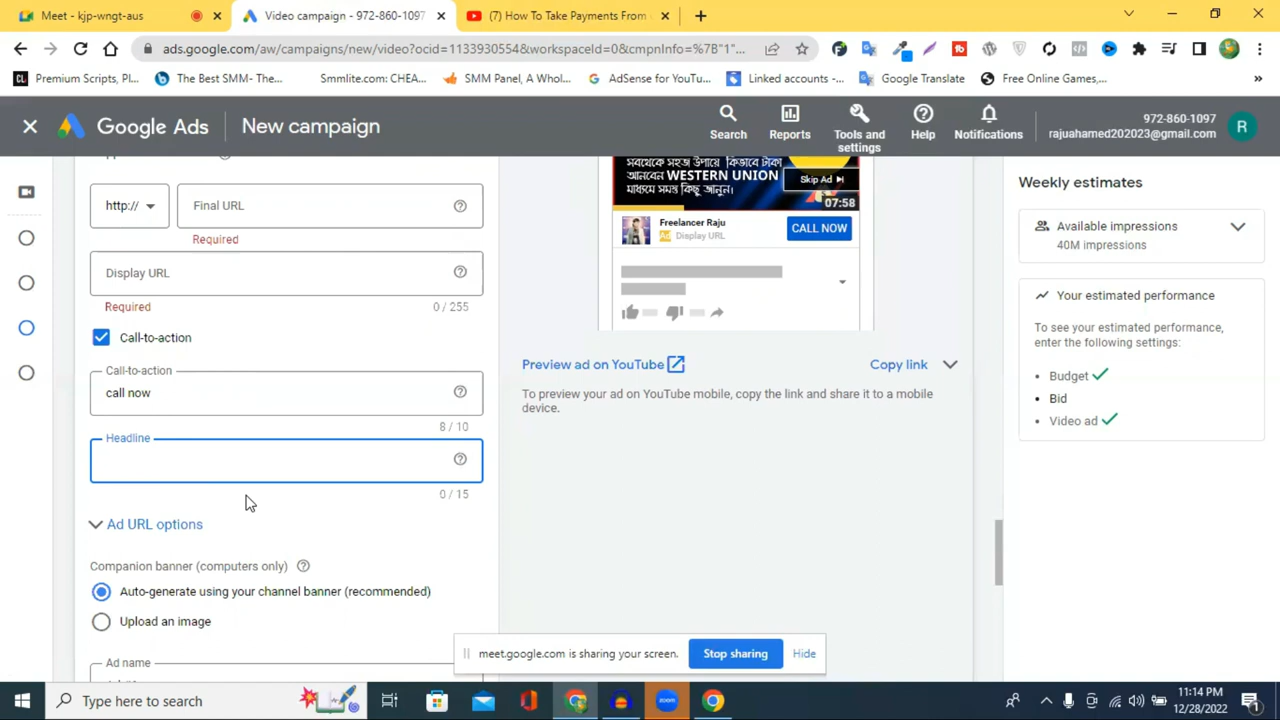 Meet - kjp-wngt-aus
Video campaign - 972-860-1097
(7) How To Take Payments From
ads.google.com/aw/campaigns/new/video?ocid=1133930554&workspaceId=0&cmpnInfo=%7B"1"...
Premium Scripts, Pl...
The Best SMM- The...
Smmlite.com: CHEA...
SMM Panel, A Whol...
AdSense for YouTu...
Linked accounts -...
Google Translate
Free Online Games,...
»
Google Ads
New campaign
Search
Reports
Tools and settings
Help
Notifications
972-860-1097
rajuahamed202023@gmail.com
R
http://
Final URL
Required
Display URL
Required
0 / 255
Call-to-action
Call-to-action
call now
8 / 10
Headline
0 / 15
Ad URL options
Companion banner (computers only)
Auto-generate using your channel banner (recommended)
Upload an image
Ad name
সবথেকে সহজ উপায়ে কিভাবে টাকা
আনবেন WESTERN UNION
মাধ্যমে সমস্ত কিছু জানুন।
Skip Ad
07:58
Freelancer Raju
Ad Display URL
CALL NOW
Preview ad on YouTube
Copy link
To preview your ad on YouTube mobile, copy the link and share it to a mobile
device.
Weekly estimates
Available impressions
40M impressions
Your estimated performance
To see your estimated performance,
enter the following settings:
• Budget
• Bid
• Video ad
meet.google.com is sharing your screen.
Stop sharing
Hide
Type here to search
zoom
11:14 PM
12/28/2022
1